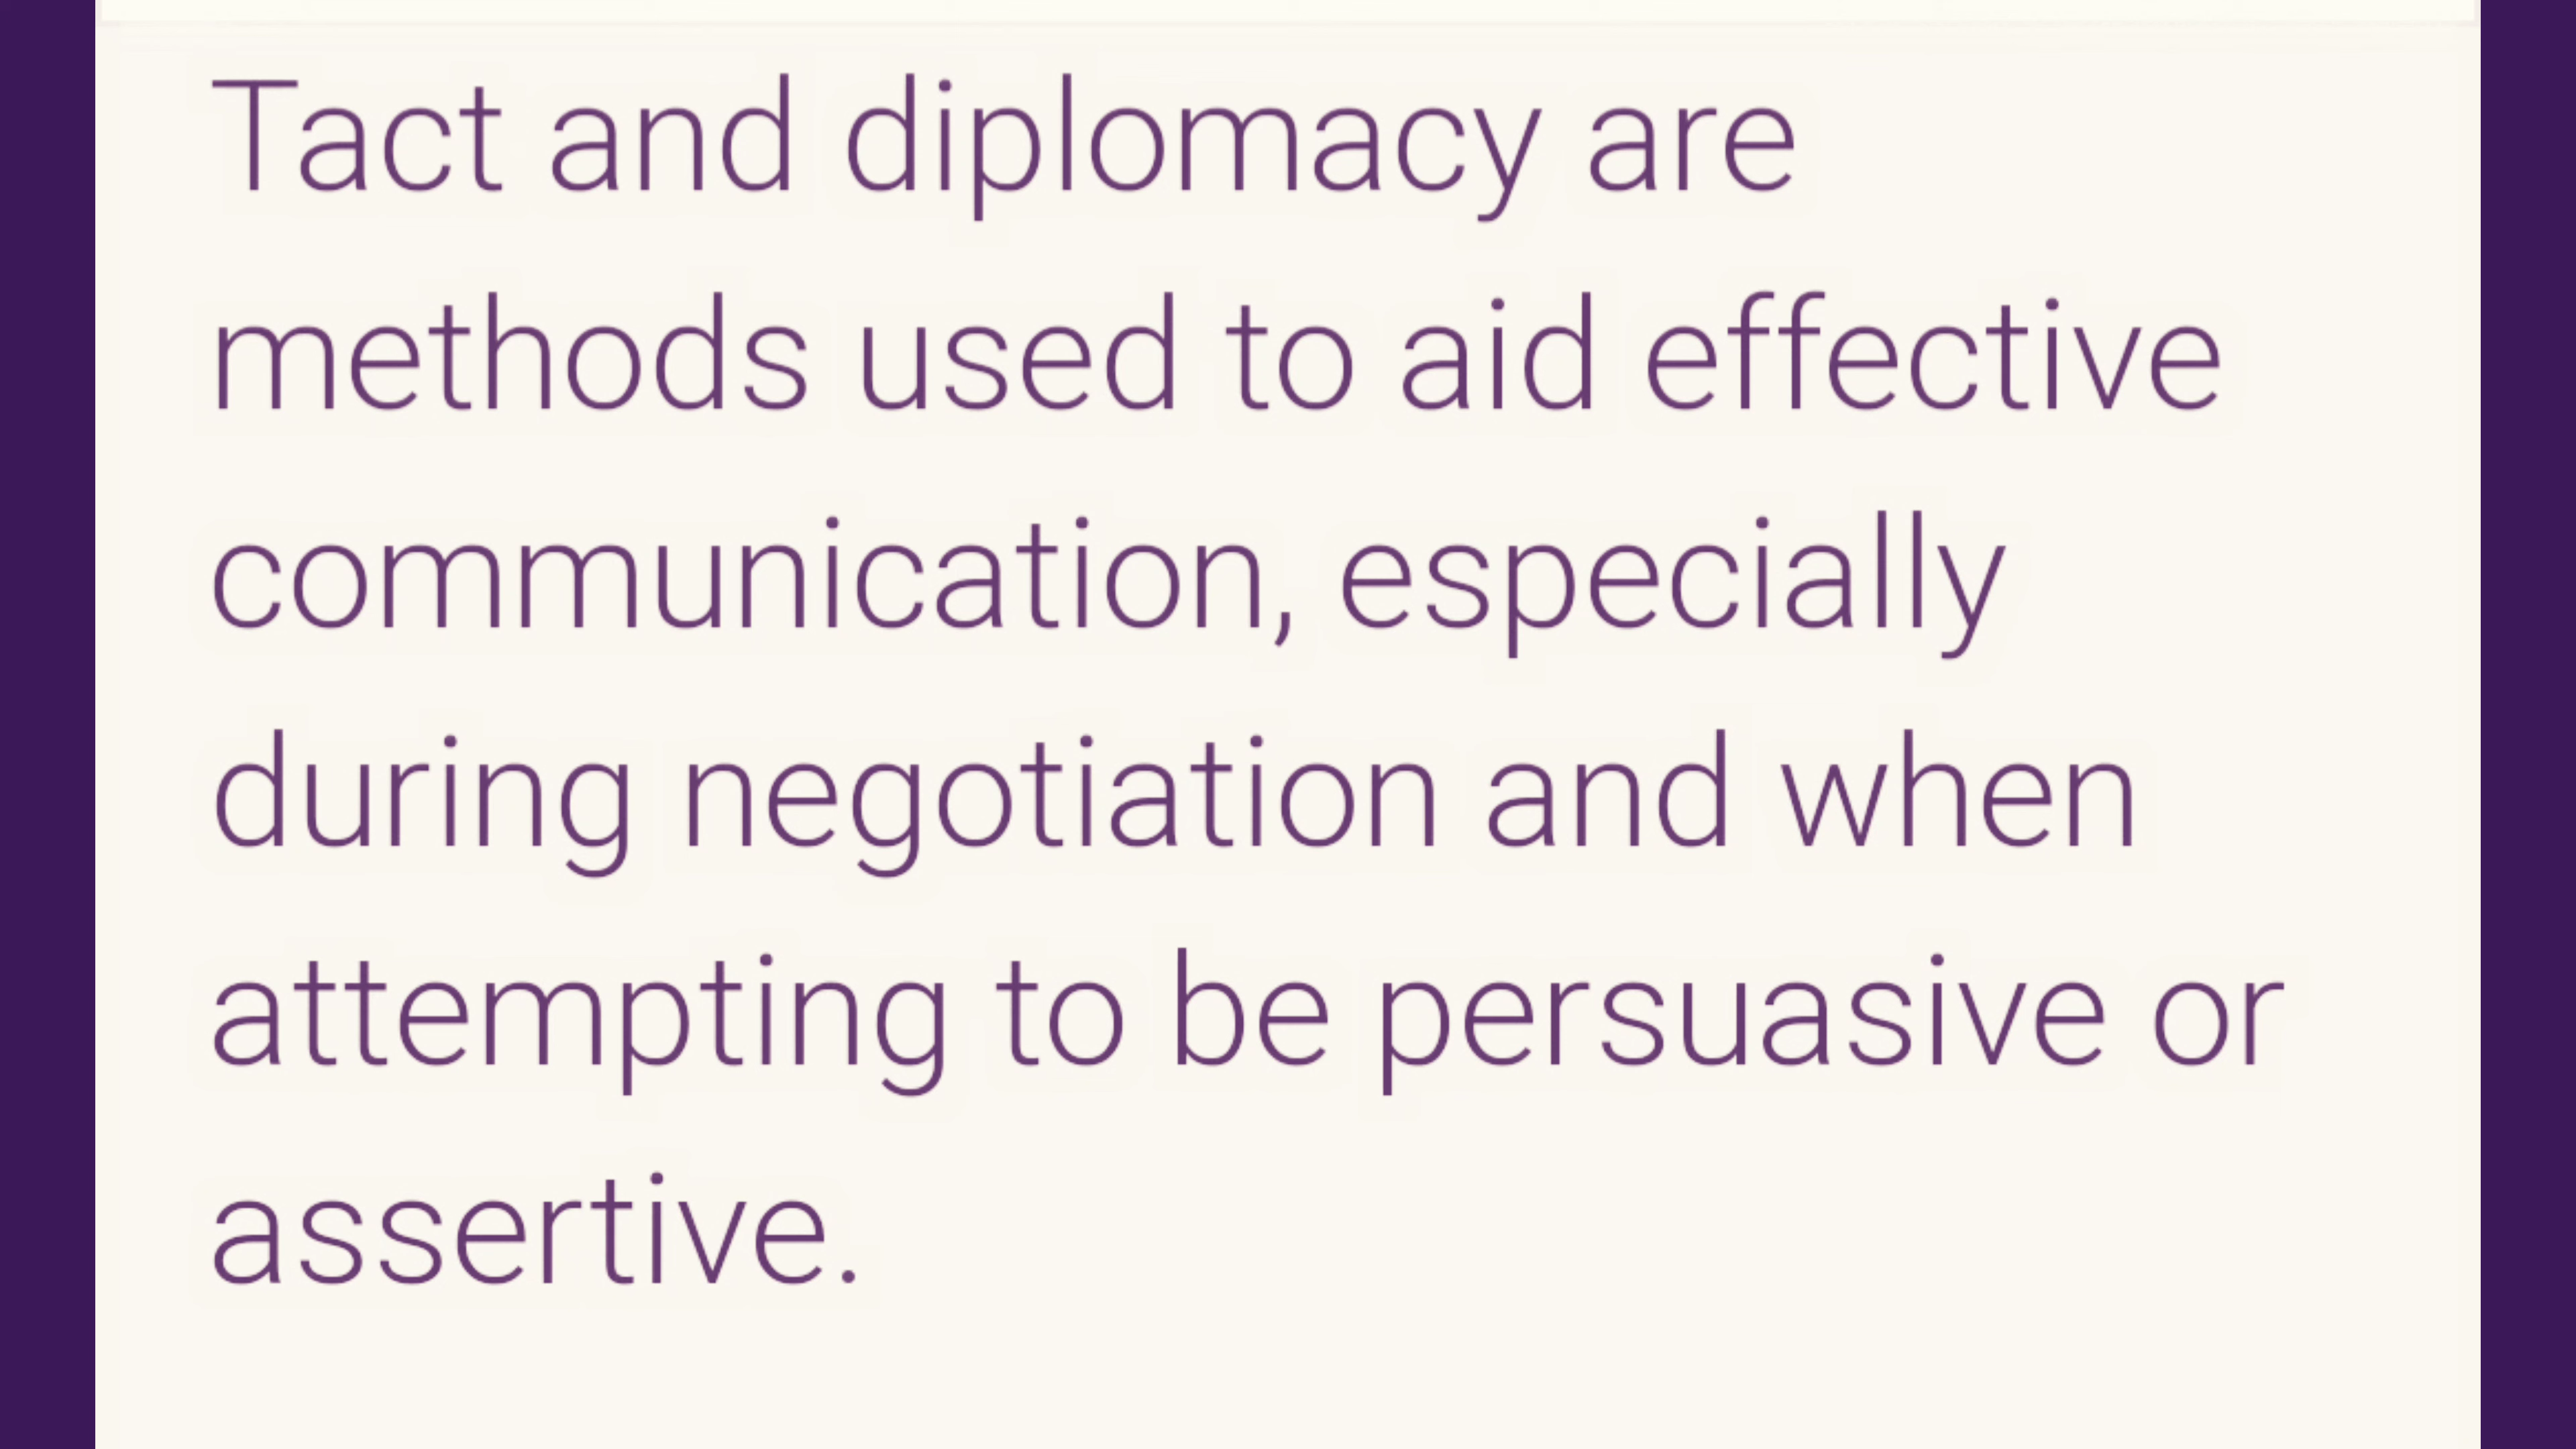 Tact and diplomacy are
methods used to aid effective
communication, especially
during negotiation and when
attempting to be persuasive or
assertive.